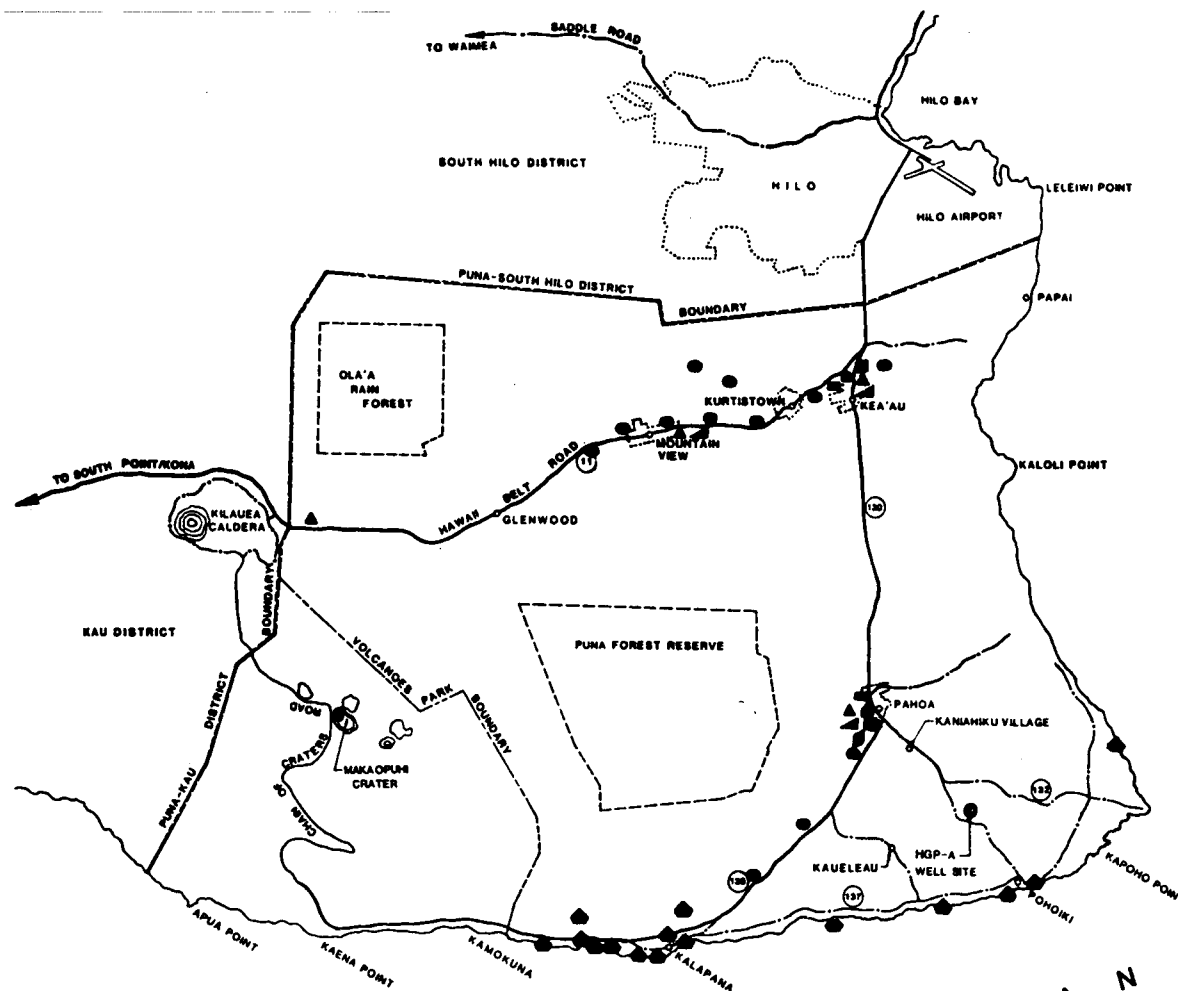 SADDLE ROAD
TO WAIMEA
HILO BAY
SOUTH HILO DISTRICT
HILO
LELEIWI POINT
HILO AIRPORT
PUNA-SOUTH HILO DISTRICT
BOUNDARY
PAPAI
OLA'A
RAIN
FOREST
KURTISTOWN
KEA'AU
MOUNTAIN
VIEW
HAWAII BELT ROAD
11
TO SOUTH POINT/KONA
KALOLI POINT
KILAUEA
CALDERA
GLENWOOD
130
KAU DISTRICT
BOUNDARY
VOLCANOES
PARK
BOUNDARY
PUNA FOREST RESERVE
PUNA-KAU
DISTRICT
CHAIN
OF
CRATERS
ROAD
MAKAOPUHI
CRATER
PAHOA
KANIAHIKU VILLAGE
132
HGP-A
WELL SITE
KAUELEAU
KAPOHO POIN
137
POHOIKI
APUA POINT
KAENA POINT
KAMOKUNA
KALAPANA
N